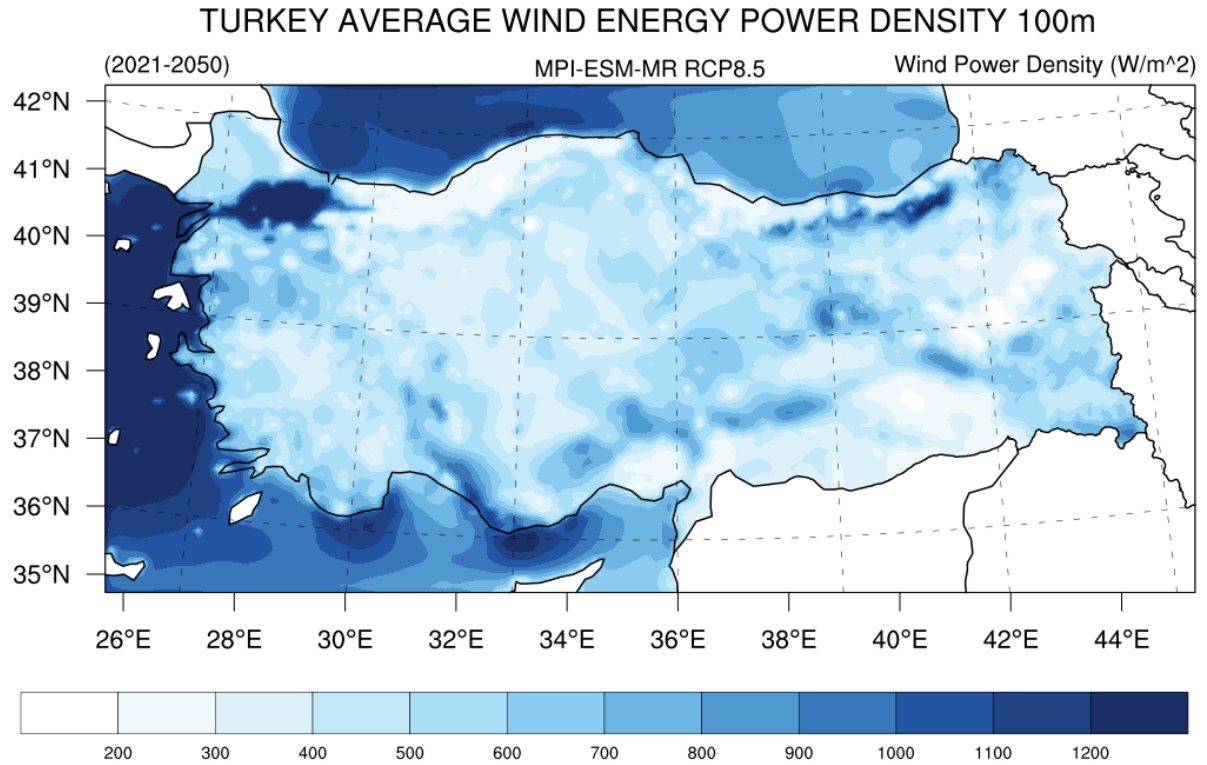 TURKEY AVERAGE WIND ENERGY POWER DENSITY 100m
(2021-2050) MPI-ESM-MR RCP8.5 Wind Power Density (W/m^2)
42°N
41°N
40°N
39°N
38°N
37°N
36°N
35°N
26°E 28°E 30°E 32°E 34°E 36°E 38°E 40°E 42°E 44°E
200 300 400 500 600 700 800 900 1000 1100 1200